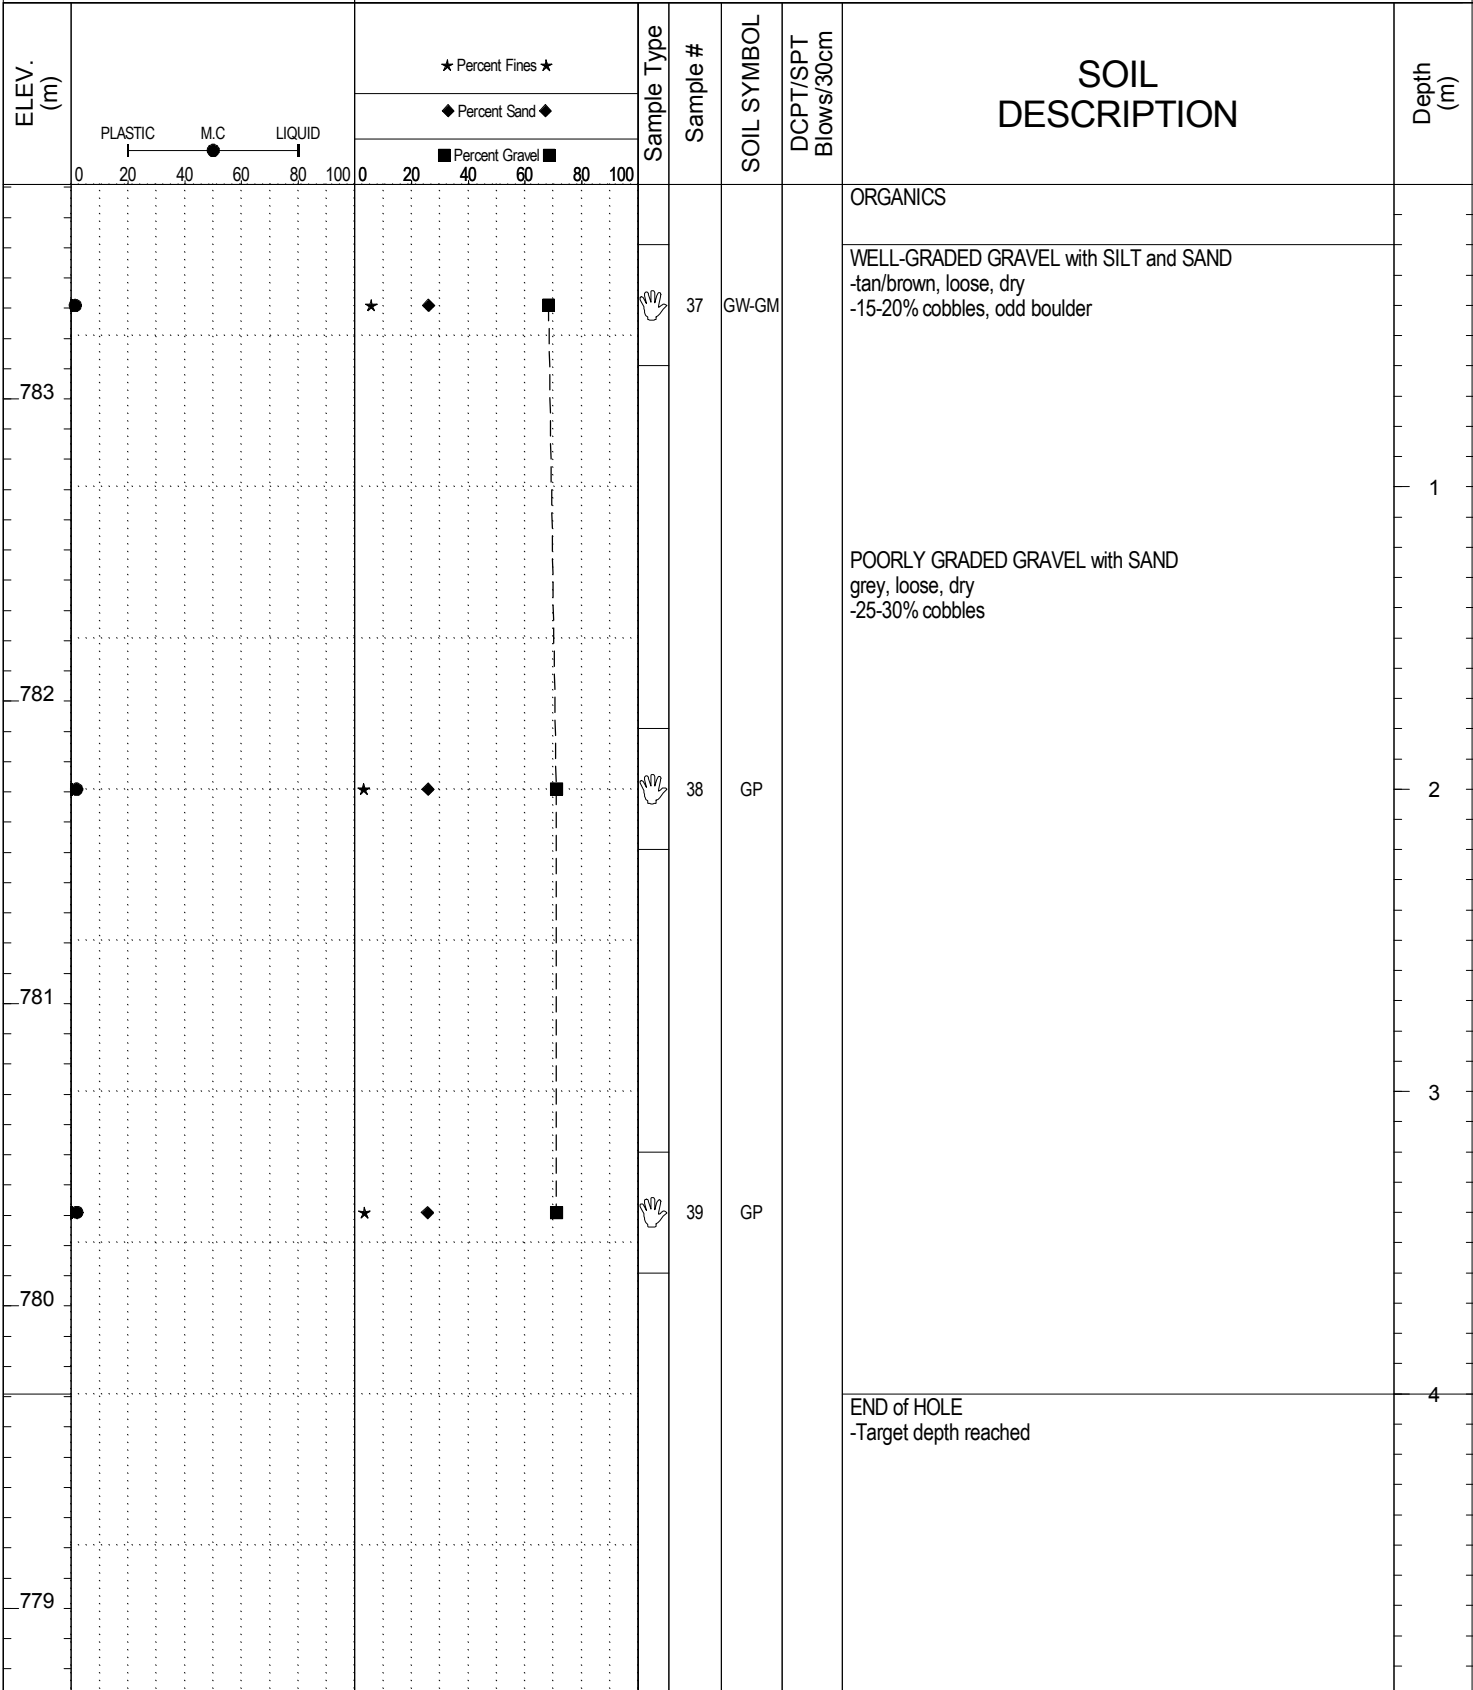 ELEV.
(m)
PLASTIC M.C LIQUID
0 20 40 60 80 100
★ Percent Fines ★
◆ Percent Sand ◆
■ Percent Gravel ■
0 20 40 60 80 100
Sample Type
Sample #
SOIL SYMBOL
DCPT/SPT
Blows/30cm
SOIL
DESCRIPTION
Depth
(m)
ORGANICS
WELL-GRADED GRAVEL with SILT and SAND
-tan/brown, loose, dry
37 GW-GM -15-20% cobbles, odd boulder
783
1
POORLY GRADED GRAVEL with SAND
grey, loose, dry
-25-30% cobbles
782
38 GP 2
781
3
39 GP
780
4
END of HOLE
-Target depth reached
779